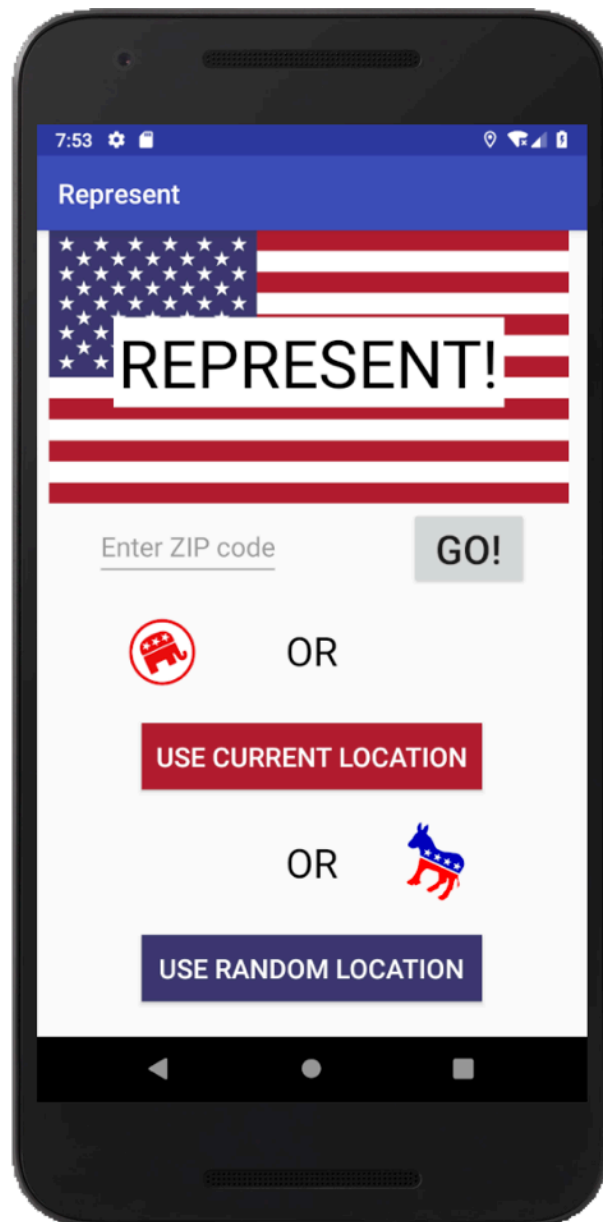 7:53
Represent
REPRESENT!
Enter ZIP code
GO!
OR
USE CURRENT LOCATION
OR
USE RANDOM LOCATION